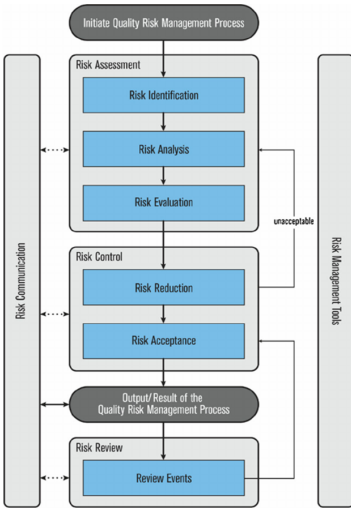 Initiate Quality Risk Management Process
Risk Assessment
Risk Identification
Risk Analysis
Risk Evaluation
unacceptable
Risk Control
Risk Reduction
Risk Acceptance
Output/Result of the
Quality Risk Management Process
Risk Review
Review Events
Risk Communication
Risk Management Tools